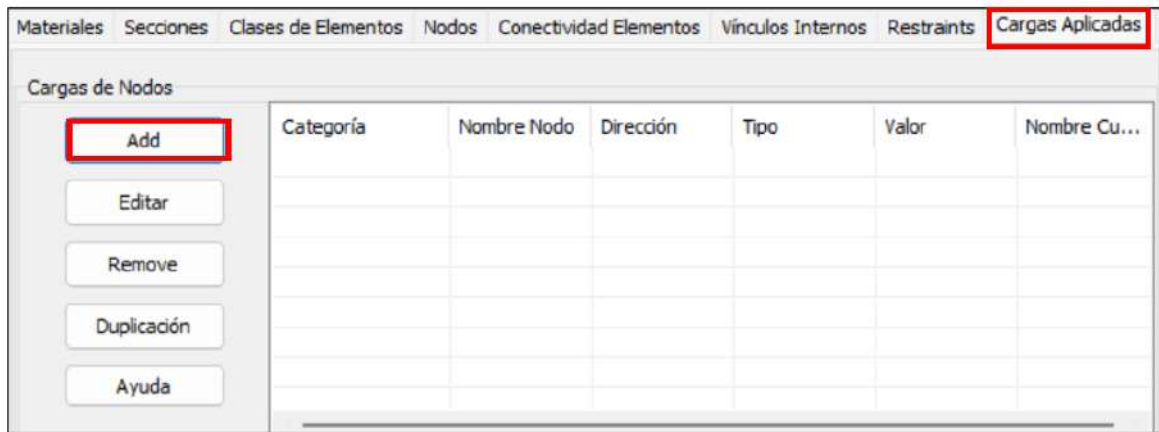 Materiales Secciones Clases de Elementos Nodos Conectividad Elementos Vínculos Internos Restraints Cargas Aplicadas
Cargas de Nodos
Add
Categoría Nombre Nodo Dirección Tipo Valor Nombre Cu...
Editar
Remove
Duplicación
Ayuda